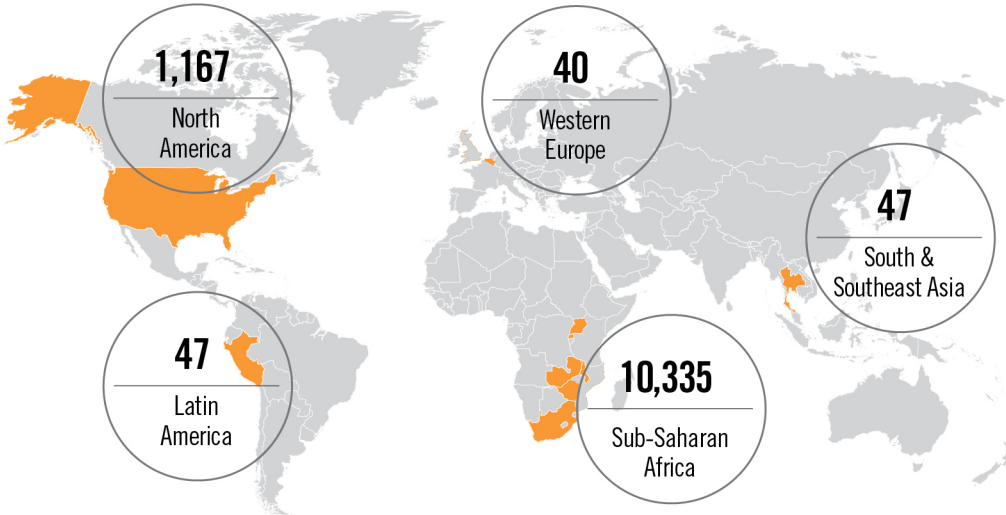 1,167
North
America
40
Western
Europe
47
South &
Southeast Asia
47
Latin
America
10,335
Sub-Saharan
Africa